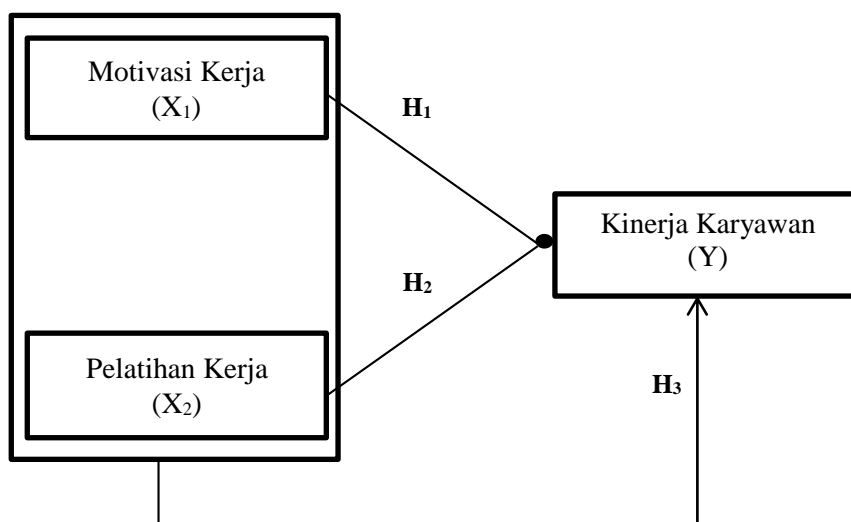 Motivasi Kerja
(X₁)
H₁
Kinerja Karyawan
(Y)
H₂
Pelatihan Kerja
(X₂)
H₃